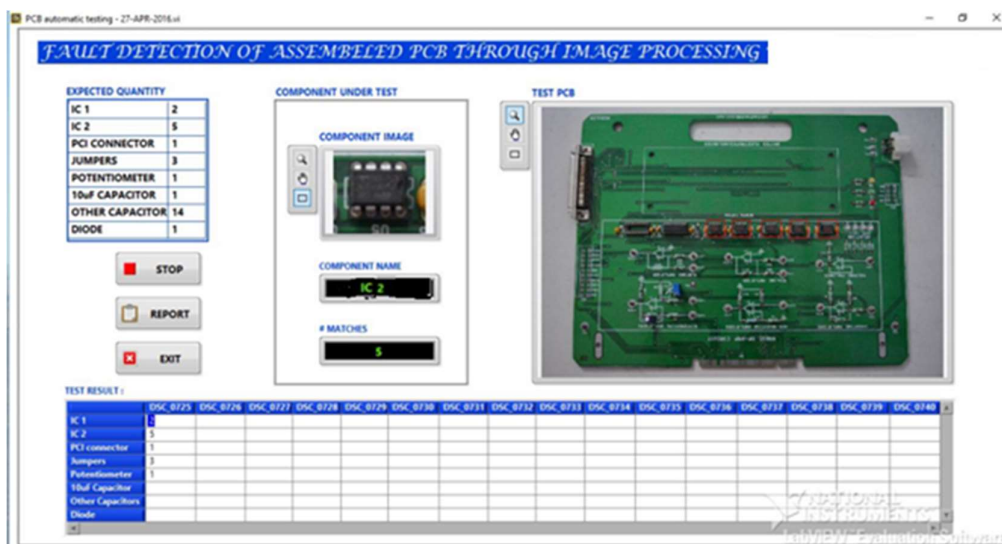 PCB automatic testing - 27-APR-2016.vi
FAULT DETECTION OF ASSEMBELED PCB THROUGH IMAGE PROCESSING
EXPECTED QUANTITY
IC 1 2
IC 2 5
PCI CONNECTOR 1
JUMPERS 3
POTENTIOMETER 1
10uF CAPACITOR 1
OTHER CAPACITOR 14
DIODE 1
STOP
REPORT
EXIT
COMPONENT UNDER TEST
COMPONENT IMAGE
COMPONENT NAME
IC 2
# MATCHES
5
TEST PCB
TEST RESULT :
DSC_0725 DSC_0726 DSC_0727 DSC_0728 DSC_0729 DSC_0730 DSC_0731 DSC_0732 DSC_0733 DSC_0734 DSC_0735 DSC_0736 DSC_0737 DSC_0738 DSC_0739 DSC_0740
IC 1 2
IC 2 5
PCI connector 1
Jumpers 3
Potentiometer 1
10uF Capacitor
Other Capacitors
Diode
NATIONAL
INSTRUMENTS
LabVIEW Evaluation Software